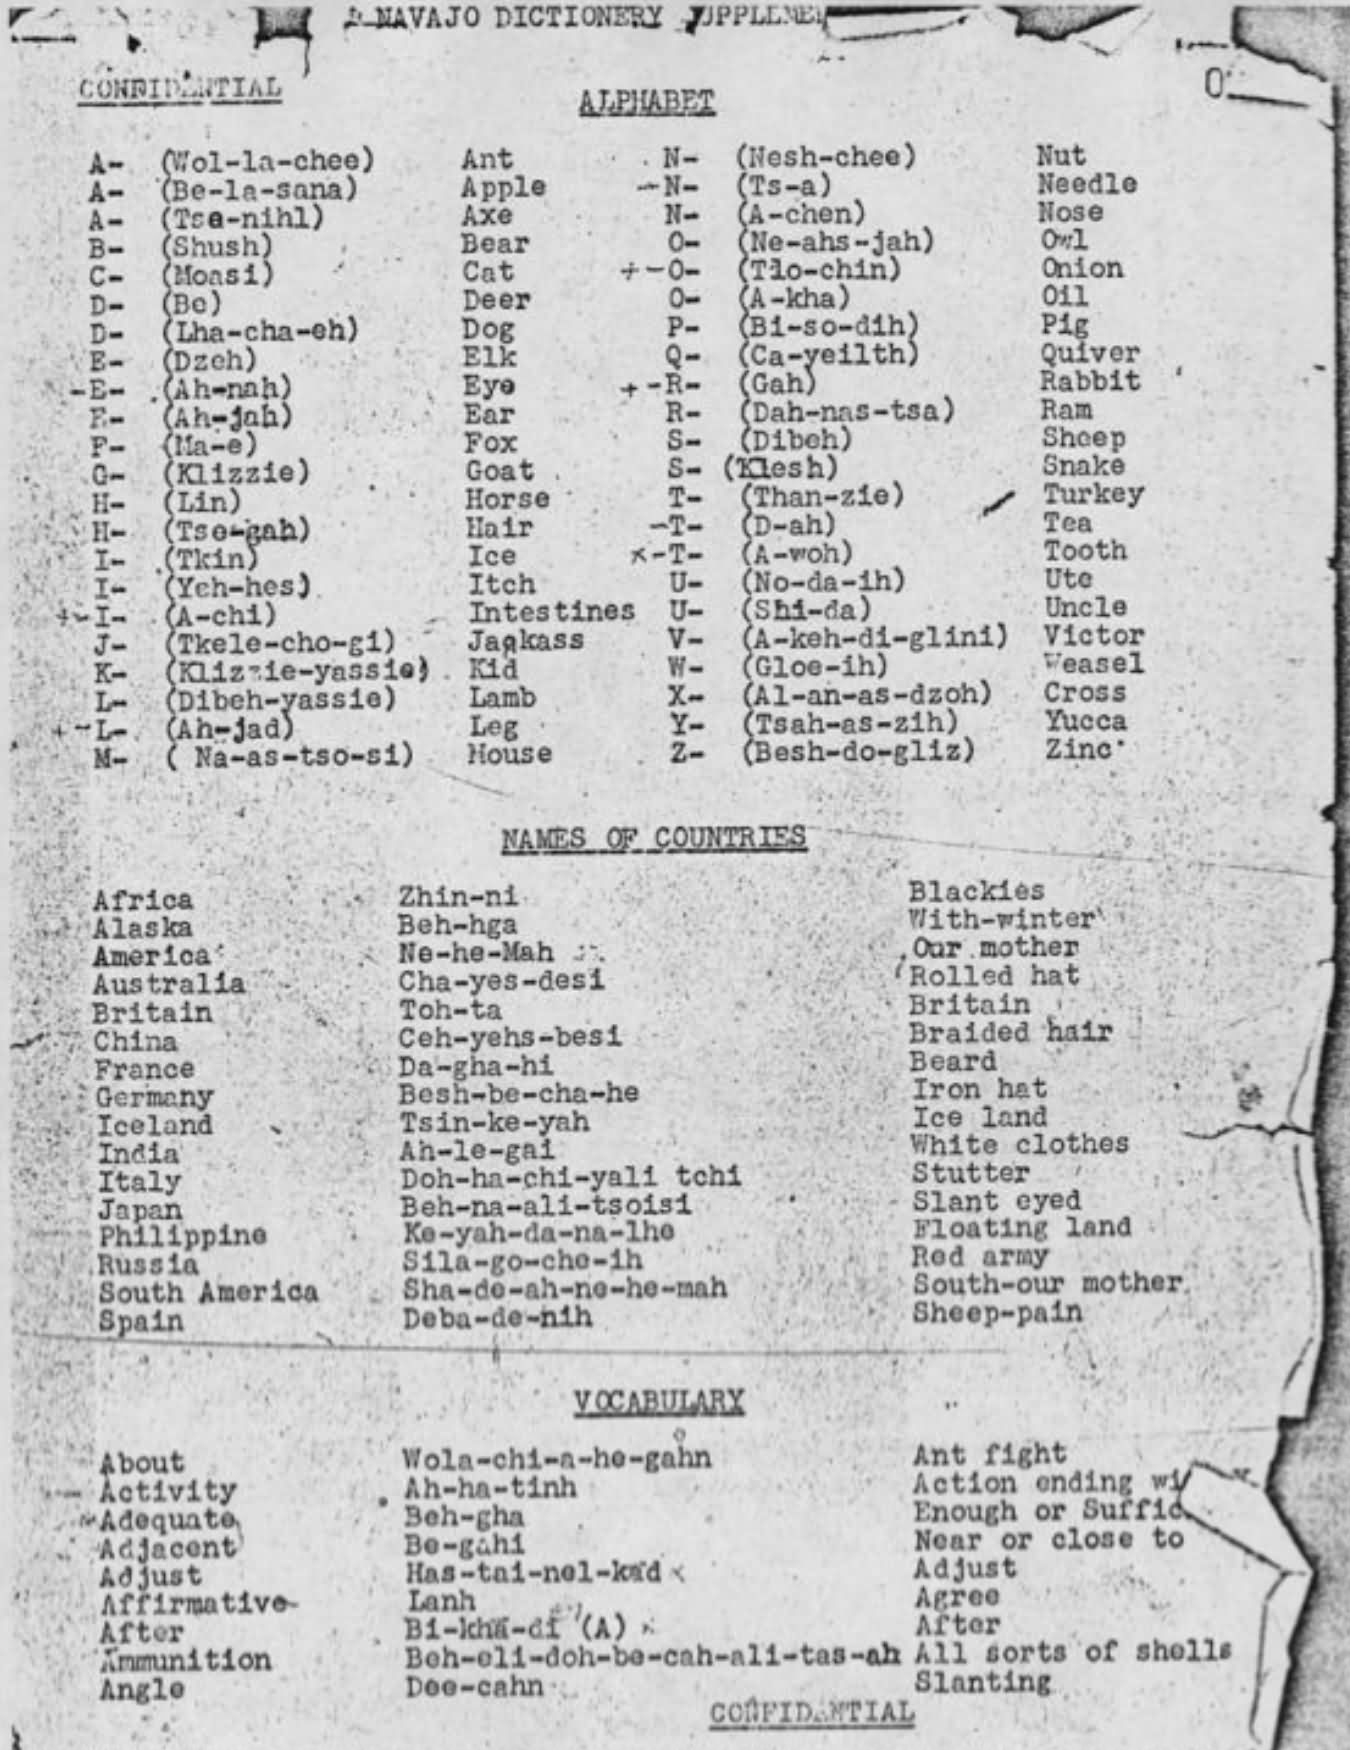 NAVAJO DICTIONERY
CONFIDENTIAL
ALPHABET
A- (Wol-la-chee) Ant N- (Nesh-chee) Nut
A- (Be-la-sana) Apple -N- (Ts-a) Needle
A- (Tse-nihl) Axe N- (A-chen) Nose
B- (Shush) Bear O- (Ne-ahs-jah) Owl
C- (Moasi) Cat +-O- (Tlo-chin) Onion
D- (Be) Deer O- (A-kha) Oil
D- (Lha-cha-eh) Dog P- (Bi-so-dih) Pig
E- (Dzeh) Elk Q- (Ca-yeilth) Quiver
-E- (Ah-nah) Eye +-R- (Gah) Rabbit
E- (Ah-jah) Ear R- (Dah-nas-tsa) Ram
F- (Ma-e) Fox S- (Dibeh) Sheep
G- (Klizzie) Goat S- (Klesh) Snake
H- (Lin) Horse T- (Than-zie) Turkey
H- (Tse-gah) Hair -T- (D-ah) Tea
I- (Tkin) Ice x-T- (A-woh) Tooth
I- (Yeh-hes) Itch U- (No-da-ih) Ute
+-I- (A-chi) Intestines U- (Shi-da) Uncle
J- (Tkele-cho-gi) Jackass V- (A-keh-di-glini) Victor
K- (Klizzie-yassie) Kid W- (Gloe-ih) Weasel
L- (Dibeh-yassie) Lamb X- (Al-an-as-dzoh) Cross
+-L- (Ah-jad) Leg Y- (Tsah-as-zih) Yucca
M- ( Na-as-tso-si) Mouse Z- (Besh-do-gliz) Zinc
NAMES OF COUNTRIES
Africa Zhin-ni Blackies
Alaska Beh-hga With-winter
America Ne-he-Mah Our mother
Australia Cha-yes-desi Rolled hat
Britain Toh-ta Britain
China Ceh-yehs-besi Braided hair
France Da-gha-hi Beard
Germany Besh-be-cha-he Iron hat
Iceland Tsin-ke-yah Ice land
India Ah-le-gai White clothes
Italy Doh-ha-chi-yali tchi Stutter
Japan Beh-na-ali-tsoisi Slant eyed
Philippine Ke-yah-da-na-lhe Floating land
Russia Sila-go-che-ih Red army
South America Sha-de-ah-ne-he-mah South-our mother
Spain Deba-de-nih Sheep-pain
VOCABULARY
About Wola-chi-a-he-gahn Ant fight
Activity Ah-ha-tinh Action ending wi
Adequate Beh-gha Enough or Suffic
Adjacent Be-gahi Near or close to
Adjust Has-tai-nel-kad Adjust
Affirmative Lanh Agree
After Bi-kha-di (A) After
Ammunition Beh-eli-doh-be-cah-ali-tas-ah All sorts of shells
Angle Dee-cahn Slanting
CONFIDENTIAL